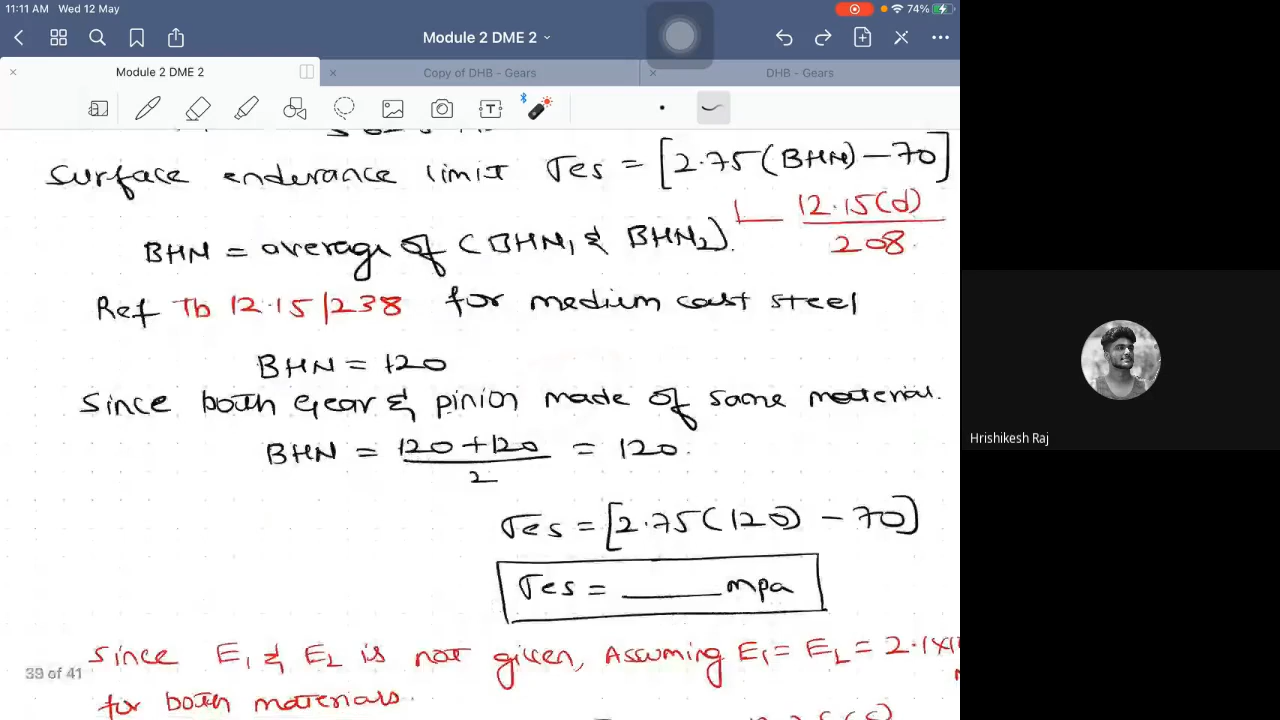 11:11 AM Wed 12 May
74%
Module 2 DME 2
Module 2 DME 2
Copy of DHB - Gears
DHB - Gears
T
Surface endurance limit σes = [2.75(BHN) – 70]
12.15(d)
208
BHN = average of (BHN1 & BHN2).
Ref Tb 12.15/238 for medium cast steel
BHN = 120
Since both Gear & pinion made of same material.
BHN = 120 + 120 = 120.
2
σes = [2.75(120) – 70]
σes = ______ mpa
Since E1 & E2 is not given, Assuming E1 = E2 = 2.1×1
39 of 41
for both materials.
Hrishikesh Raj